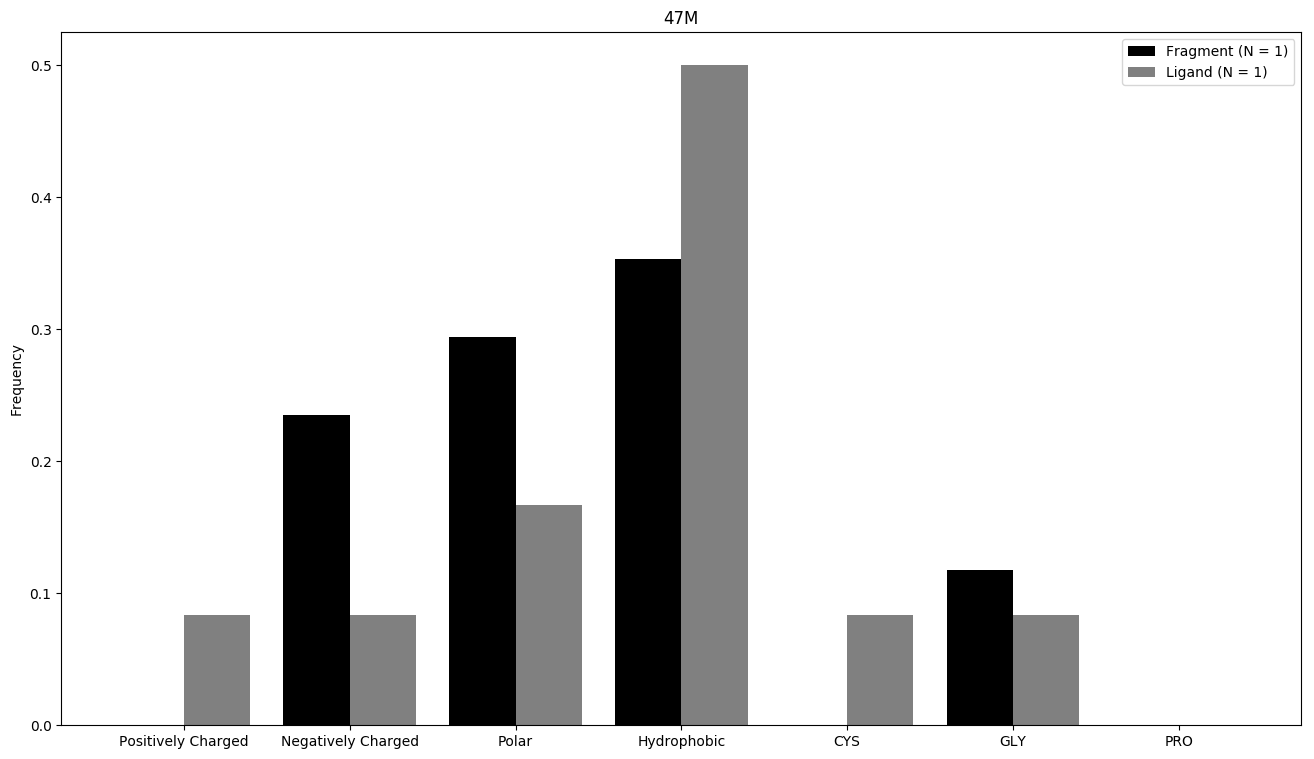 47M
Fragment (N = 1)
Ligand (N = 1)
Frequency
0.5
0.4
0.3
0.2
0.1
0.0
Positively Charged Negatively Charged Polar Hydrophobic CYS GLY PRO